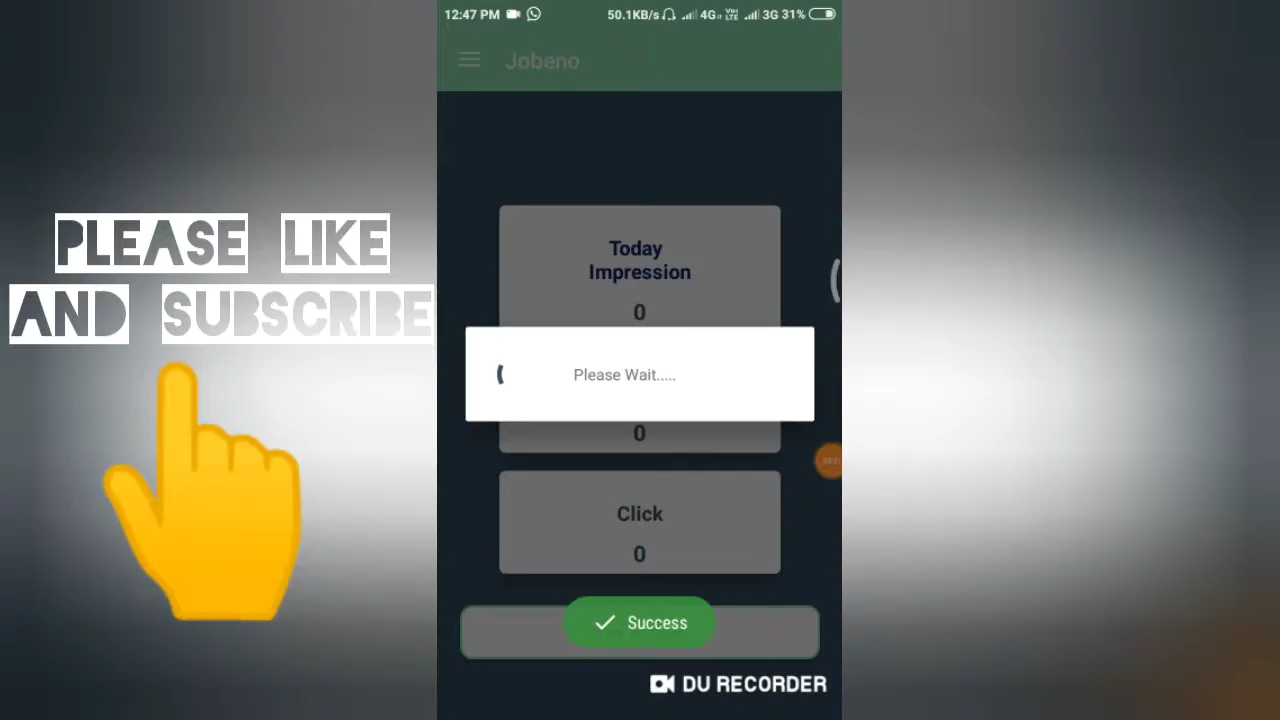 12:47 PM 50.1KB/s 4G VoLTE 3G 31%
Jobeno
PLEASE LIKE
AND SUBSCRIBE
Today
Impression
0
Please Wait.....
0
Click
0
Success
DU RECORDER